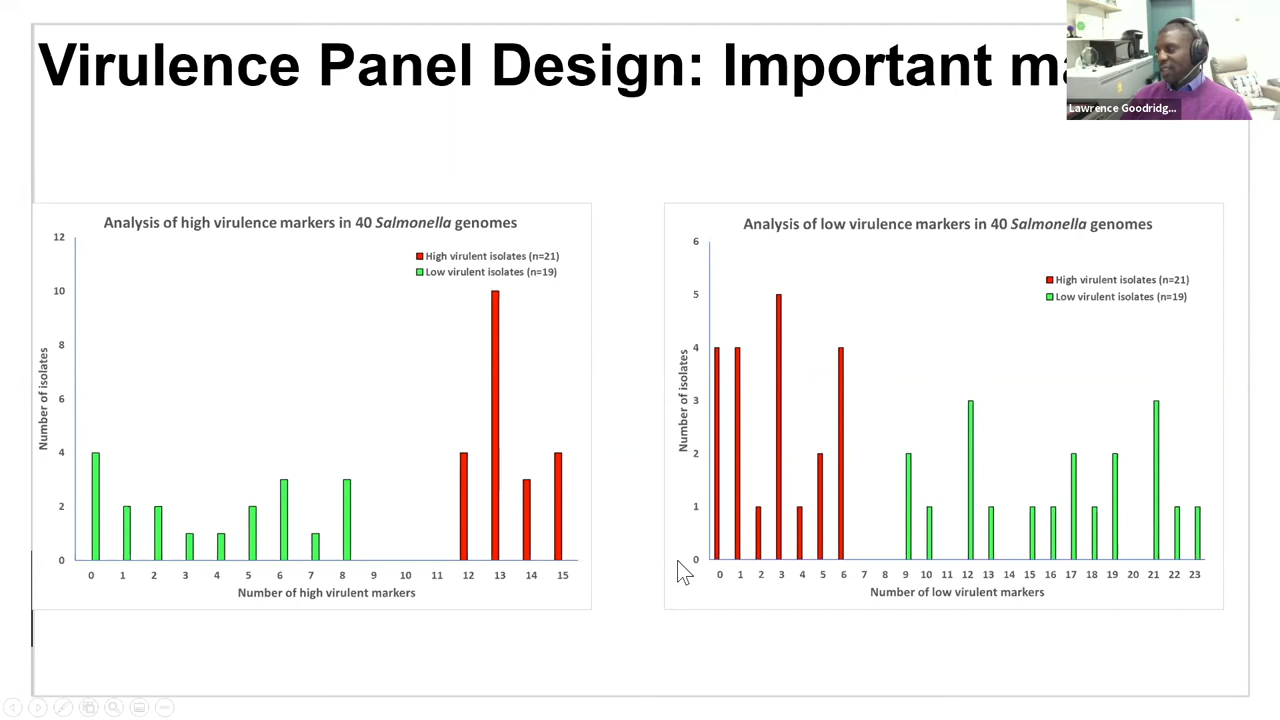 Virulence Panel Design: Important ma
Lawrence Goodridg...
Analysis of high virulence markers in 40 Salmonella genomes
High virulent isolates (n=21)
Low virulent isolates (n=19)
Number of isolates
12
10
8
6
4
2
0
0 1 2 3 4 5 6 7 8 9 10 11 12 13 14 15
Number of high virulent markers
Analysis of low virulence markers in 40 Salmonella genomes
High virulent isolates (n=21)
Low virulent isolates (n=19)
Number of isolates
6
5
4
3
2
1
0
0 1 2 3 4 5 6 7 8 9 10 11 12 13 14 15 16 17 18 19 20 21 22 23
Number of low virulent markers